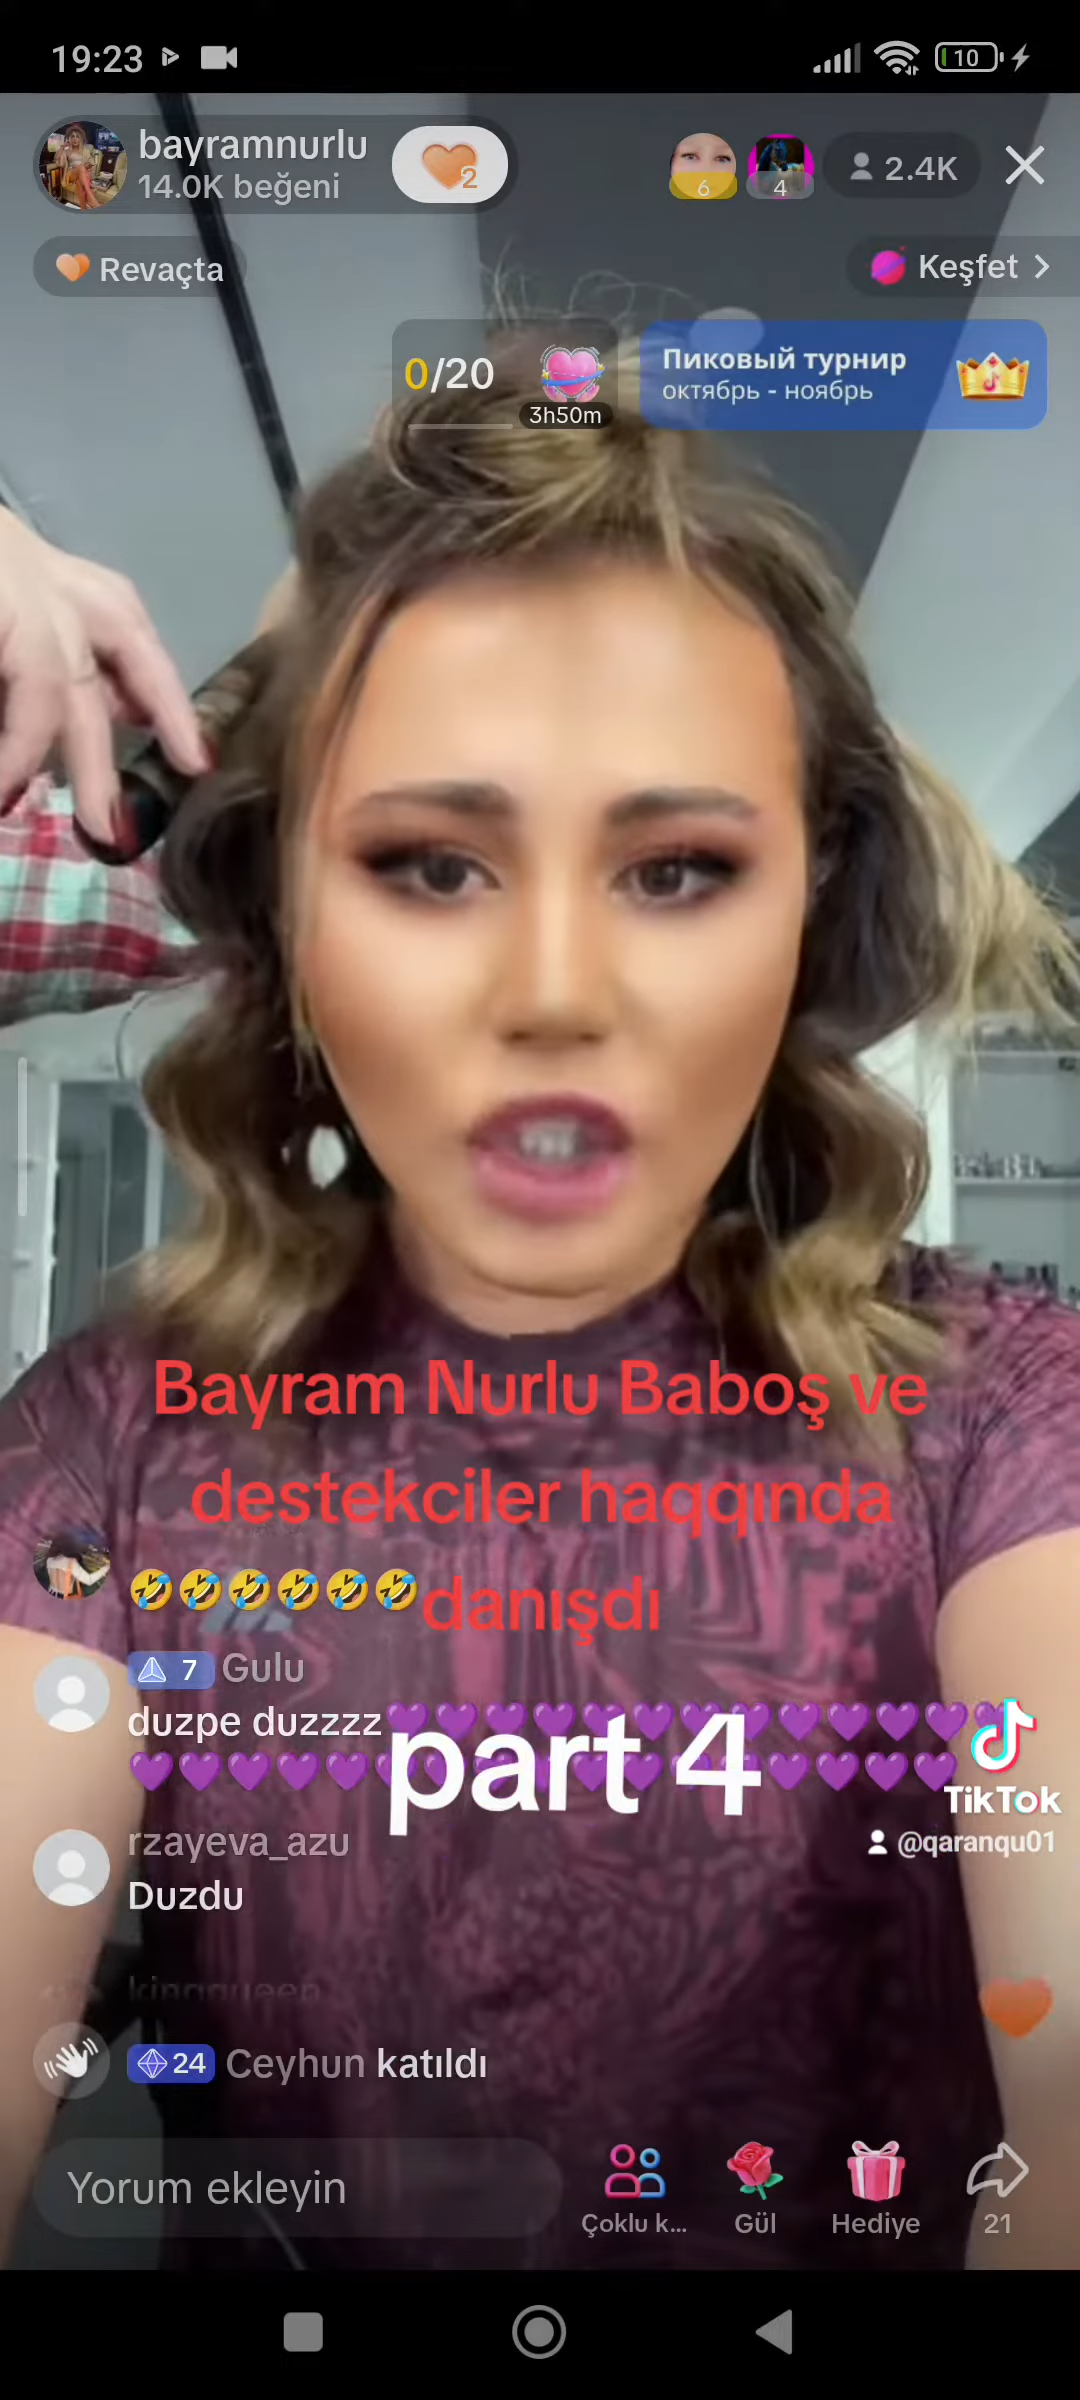 19:23
10
bayramnurlu
14.0K beğeni
2
6
4
2.4K
Revaçta
Keşfet
0/20
3h50m
Пиковый турнир
октябрь - ноябрь
Bayram Nurlu Baboş ve
destekciler haqqında
danışdı
🤣🤣🤣🤣🤣🤣
7 Gulu
duzpe duzzzz💜💜💜💜💜💜💜💜💜💜💜💜💜
💜💜💜💜💜💜💜💜💜💜💜💜💜💜💜💜💜
part 4
TikTok
@qaranqu01
rzayeva_azu
Duzdu
kingqueen
24 Ceyhun katıldı
Yorum ekleyin
Çoklu k...
Gül
Hediye
21